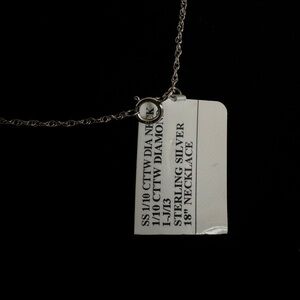 SS 1/10 CTTW DIA NE
1/10 CTTW DIAMO
I-J/I3
STERLING SILVER
18" NECKLACE